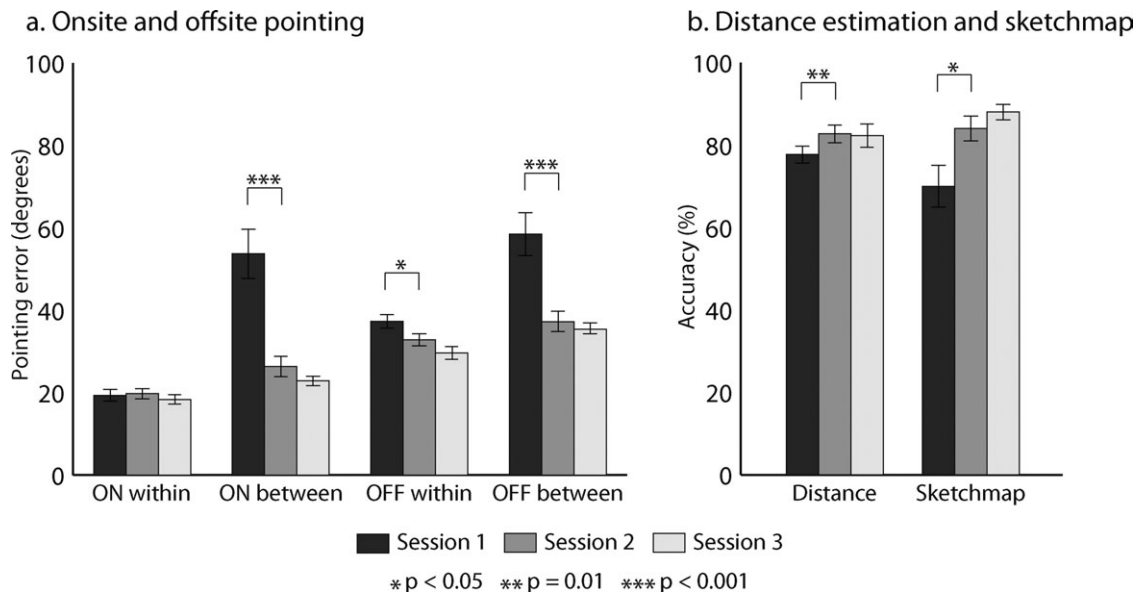 a. Onsite and offsite pointing
100
80
60
40
20
0
Pointing error (degrees)
***
*
***
ON within
ON between
OFF within
OFF between
b. Distance estimation and sketchmap
100
80
60
40
20
0
Accuracy (%)
**
*
Distance
Sketchmap
Session 1 Session 2 Session 3
*p < 0.05 **p = 0.01 ***p < 0.001